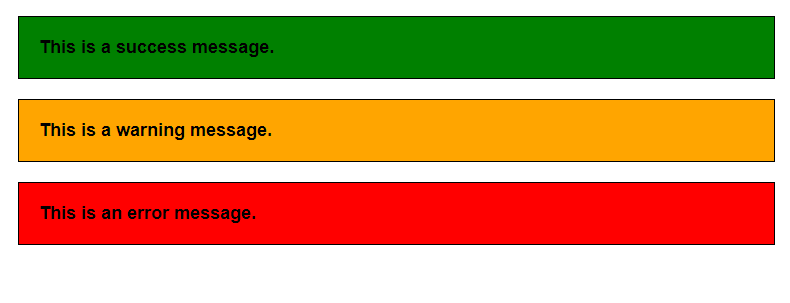 This is a success message.
This is a warning message.
This is an error message.